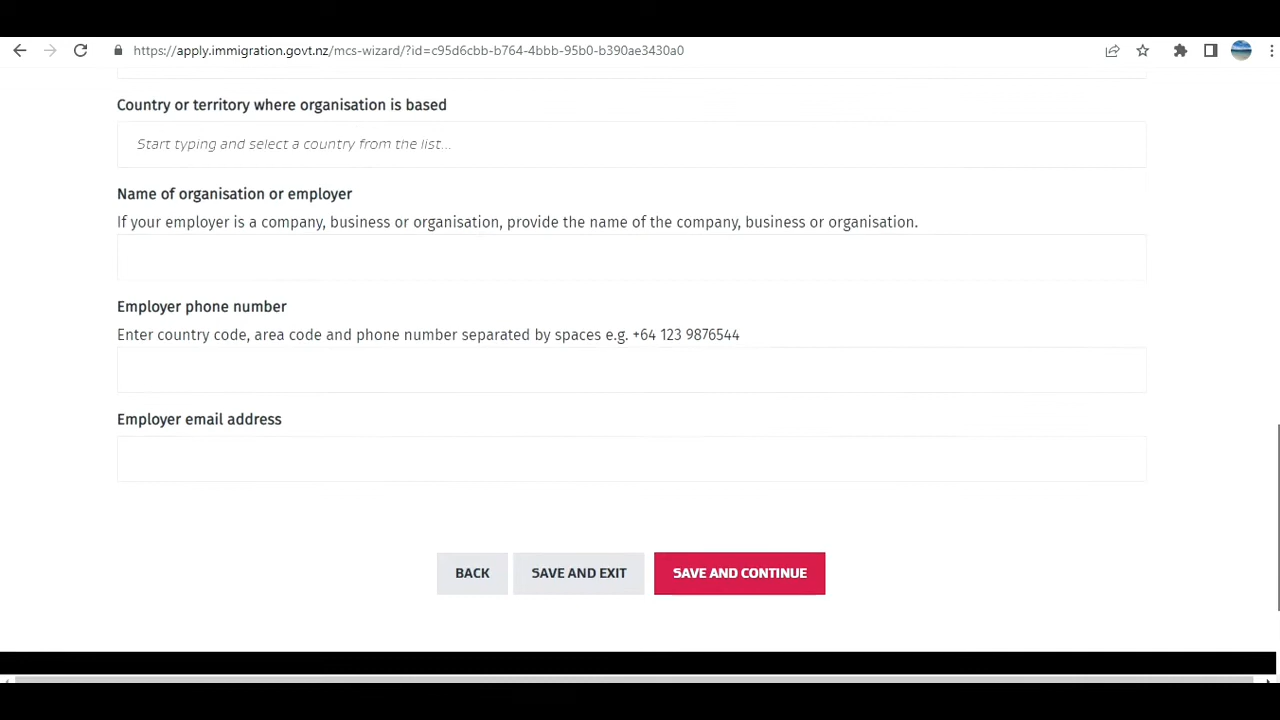 https://apply.immigration.govt.nz/mcs-wizard/?id=c95d6cbb-b764-4bbb-95b0-b390ae3430a0
Country or territory where organisation is based
Start typing and select a country from the list...
Name of organisation or employer
If your employer is a company, business or organisation, provide the name of the company, business or organisation.
Employer phone number
Enter country code, area code and phone number separated by spaces e.g. +64 123 9876544
Employer email address
BACK SAVE AND EXIT SAVE AND CONTINUE